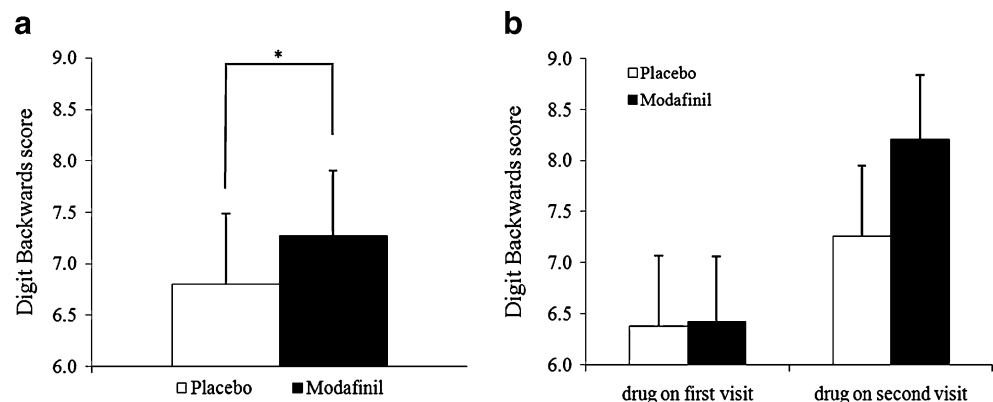 a
Digit Backwards score
9.0
8.5
8.0
7.5
7.0
6.5
6.0
*
Placebo
Modafinil
b
Digit Backwards score
9.0
8.5
8.0
7.5
7.0
6.5
6.0
Placebo
Modafinil
drug on first visit
drug on second visit